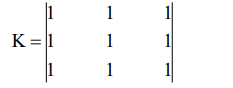 |1 1 1|
K = |1 1 1|
|1 1 1|